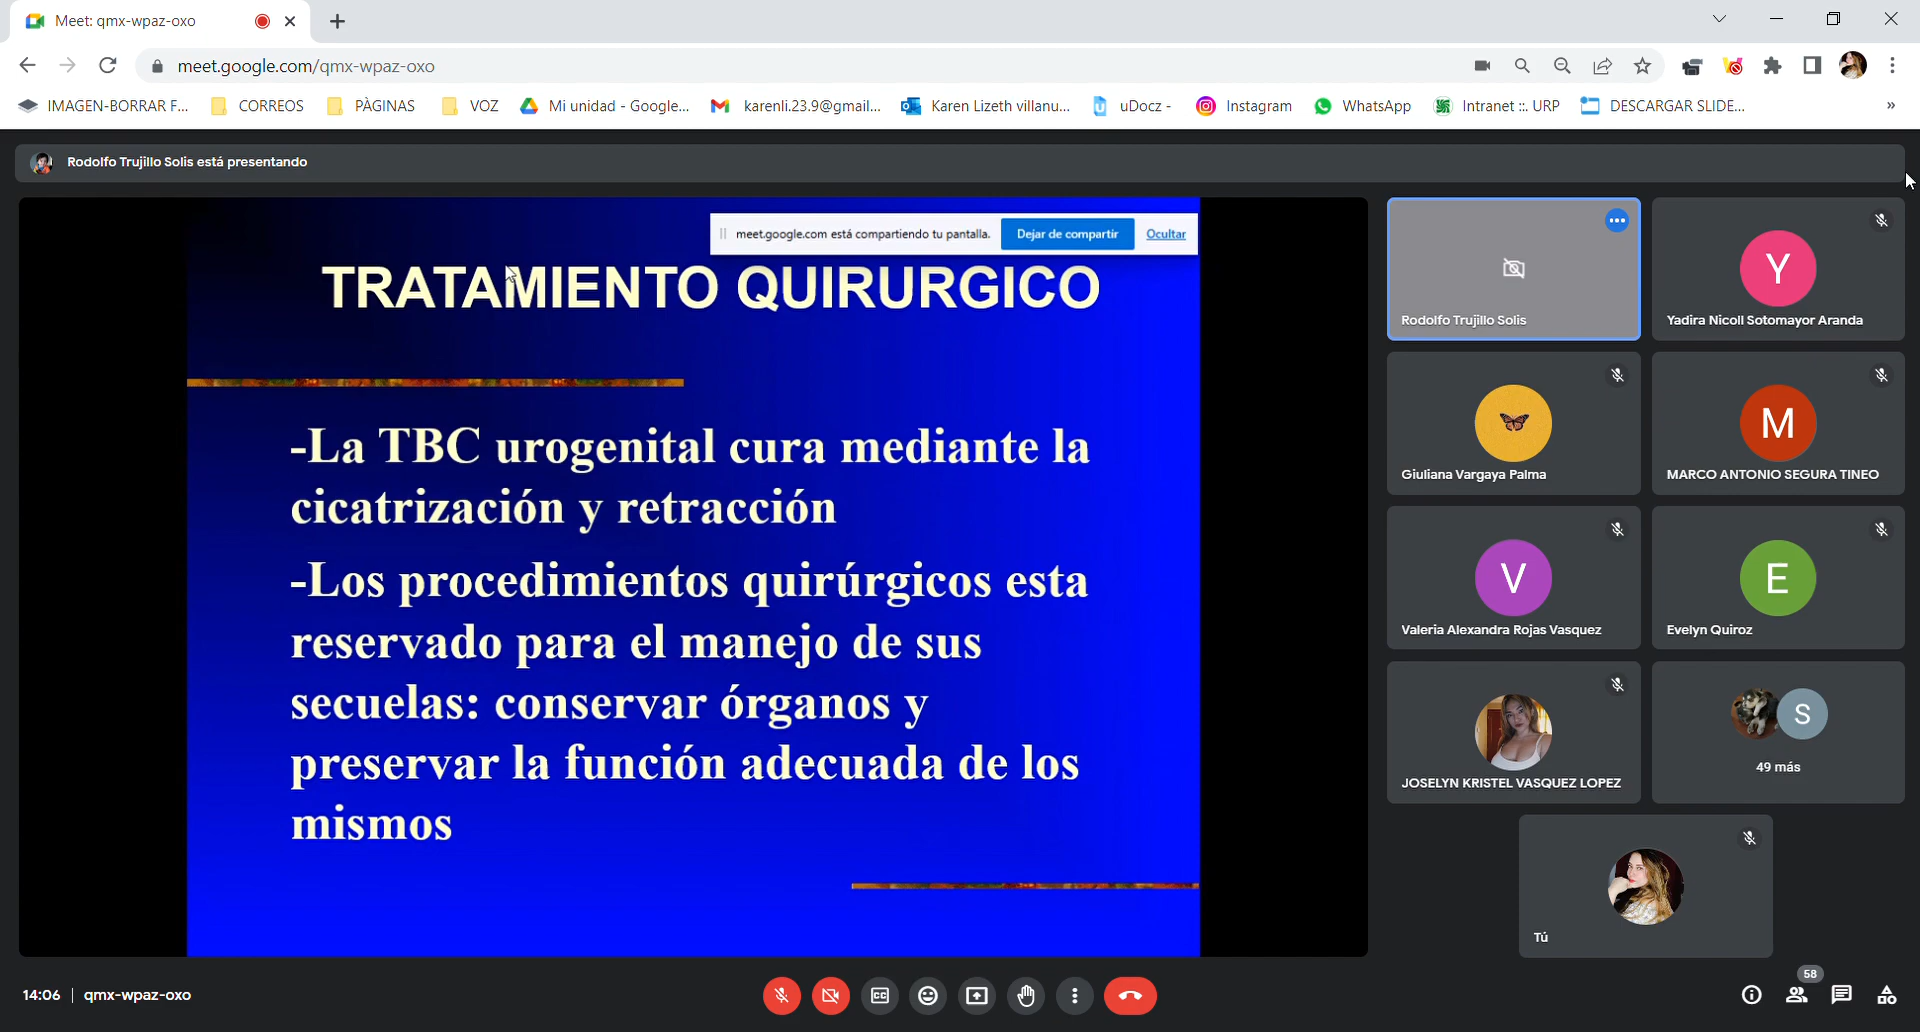 Meet: qmx-wpaz-oxo
meet.google.com/qmx-wpaz-oxo
IMAGEN-BORRAR F...
CORREOS
PÀGINAS
VOZ
Mi unidad - Google...
karenli.23.9@gmail...
Karen Lizeth villanu...
uDocz -
Instagram
WhatsApp
Intranet ::. URP
DESCARGAR SLIDE...
»
Rodolfo Trujillo Solis está presentando
meet.google.com está compartiendo tu pantalla.
Dejar de compartir
Ocultar
TRATAMIENTO QUIRURGICO
-La TBC urogenital cura mediante la
cicatrización y retracción
-Los procedimientos quirúrgicos esta
reservado para el manejo de sus
secuelas: conservar órganos y
preservar la función adecuada de los
mismos
Rodolfo Trujillo Solis
Y
Yadira Nicoll Sotomayor Aranda
Giuliana Vargaya Palma
M
MARCO ANTONIO SEGURA TINEO
V
Valeria Alexandra Rojas Vasquez
E
Evelyn Quiroz
JOSELYN KRISTEL VASQUEZ LOPEZ
S
49 más
Tú
14:06 | qmx-wpaz-oxo
CC
58